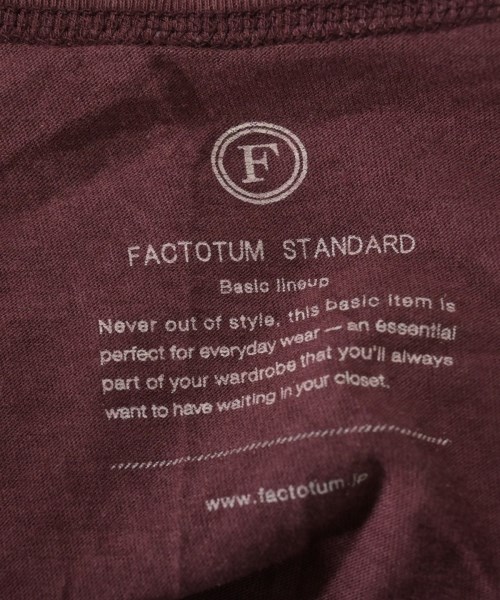 F
FACTOTUM STANDARD
Basic lineup
Never out of style, this basic item is
perfect for everyday wear — an essential
part of your wardrobe that you'll always
want to have waiting in your closet.
www.factotum.jp